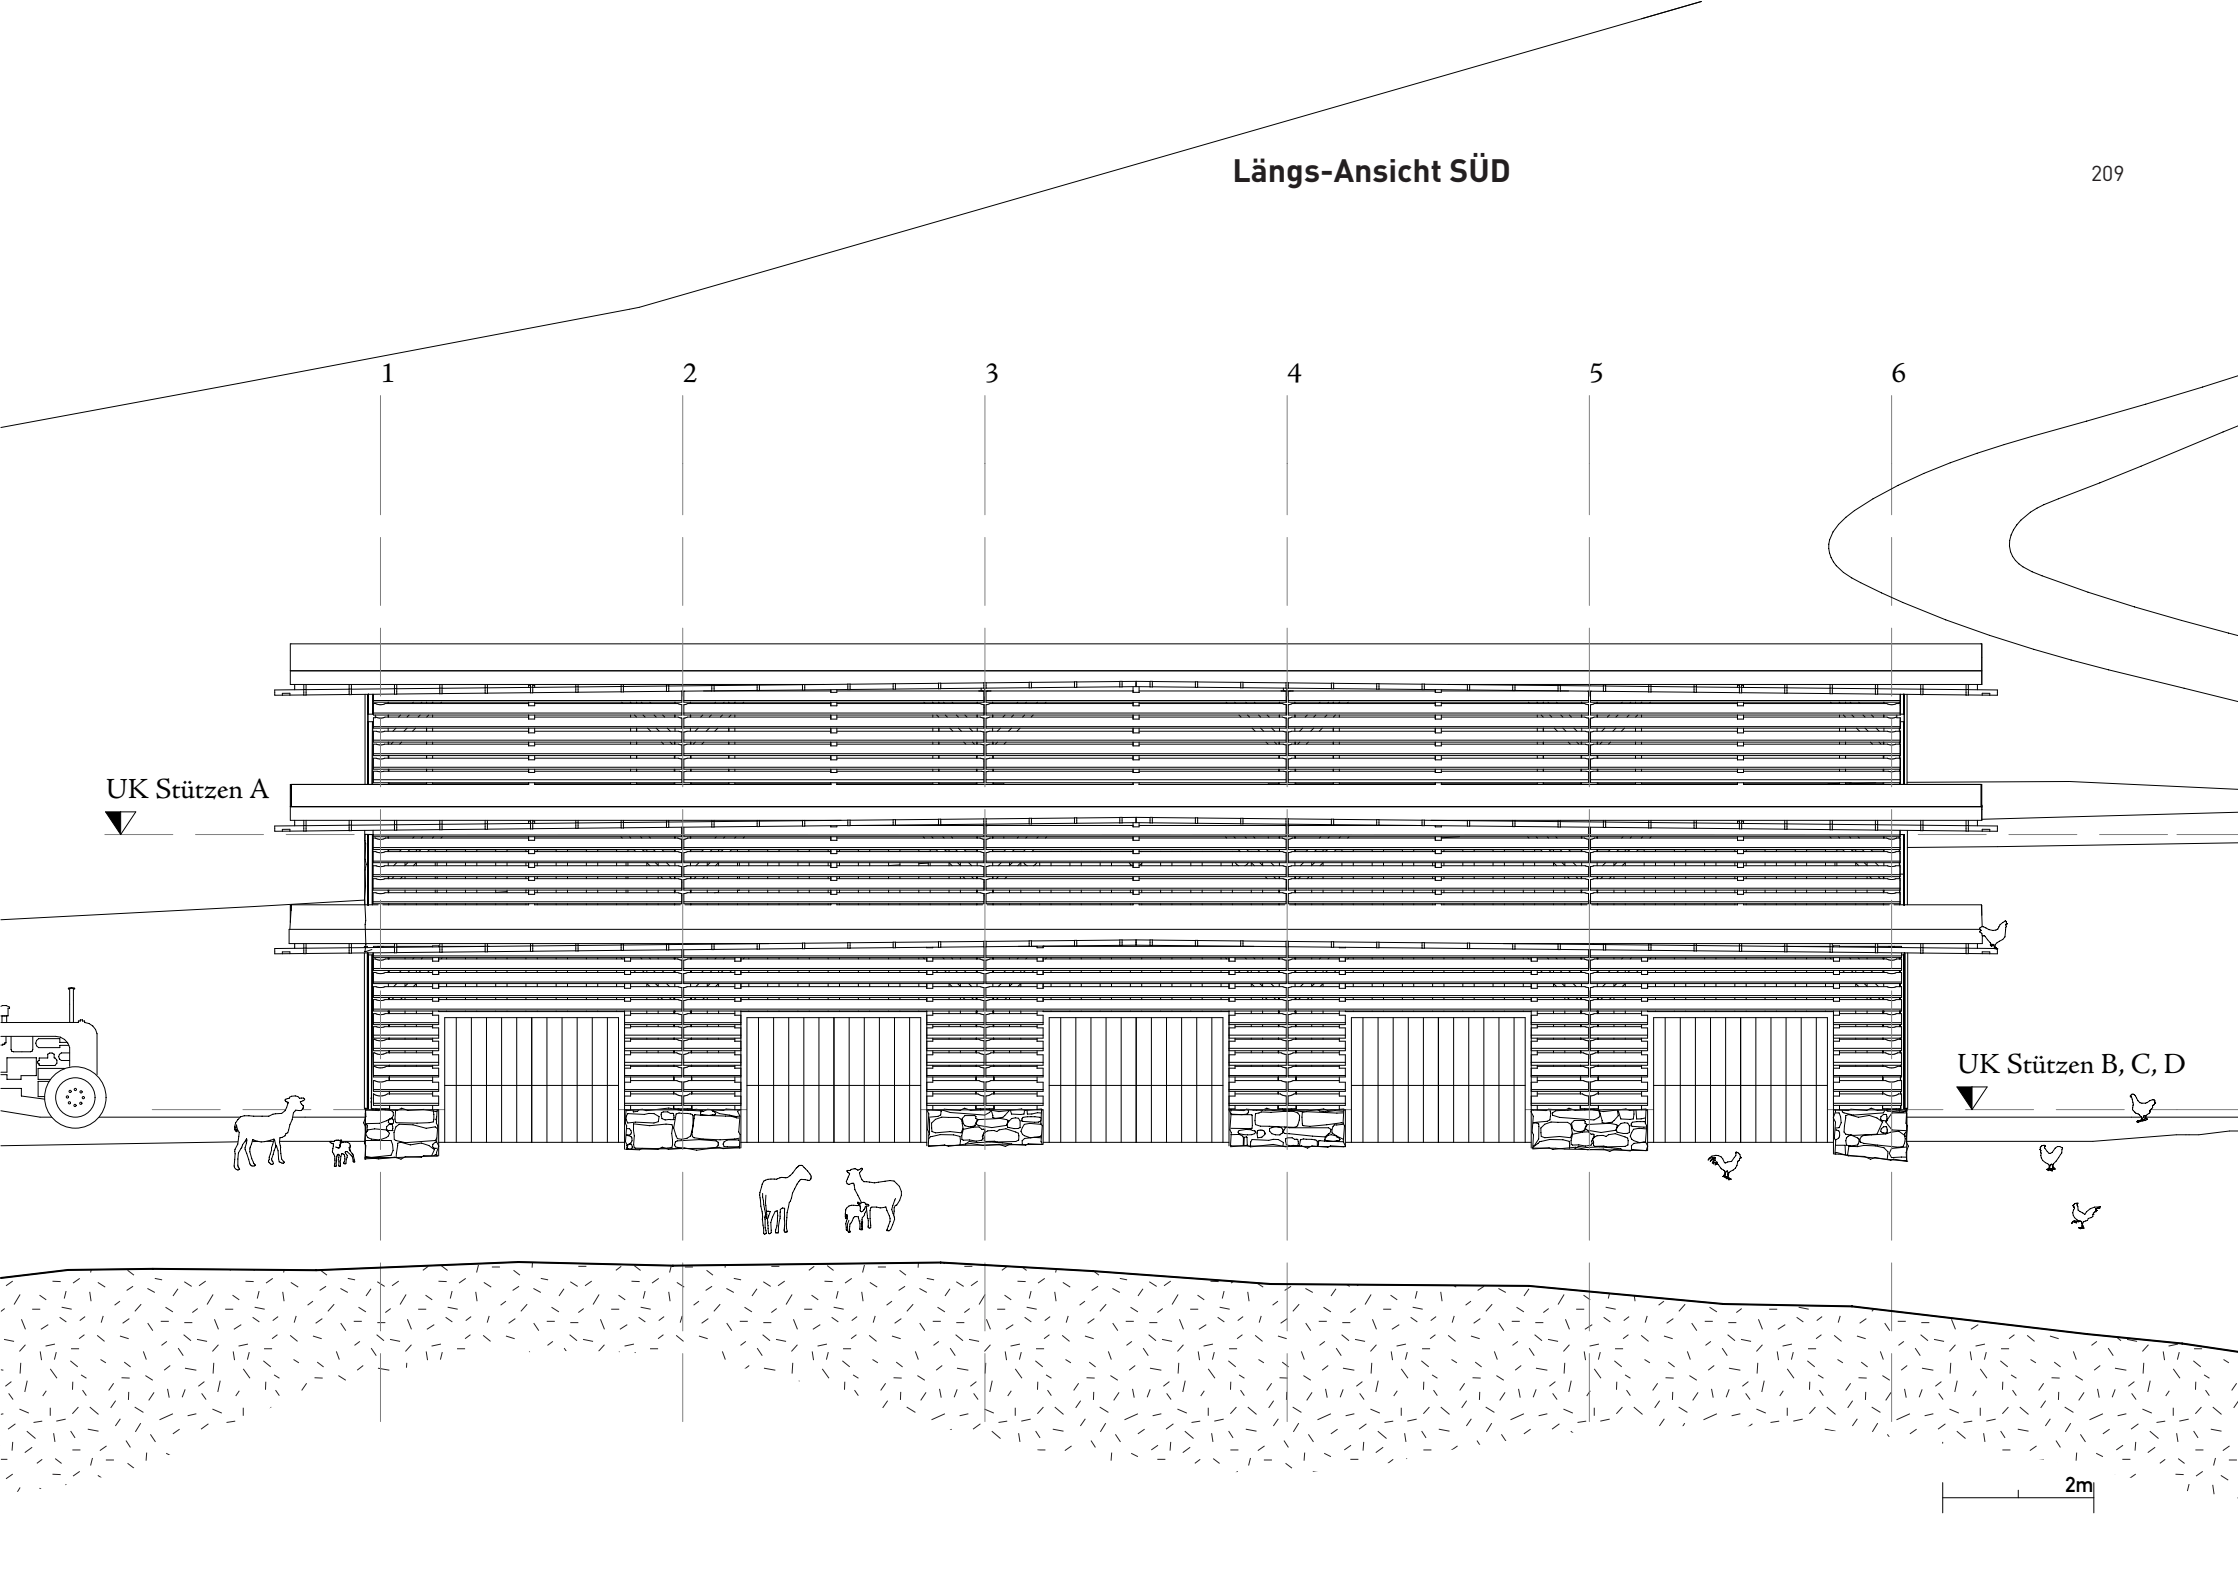 Längs-Ansicht SÜD
209
1
2
3
4
5
6
UK Stützen A
UK Stützen B, C, D
2m